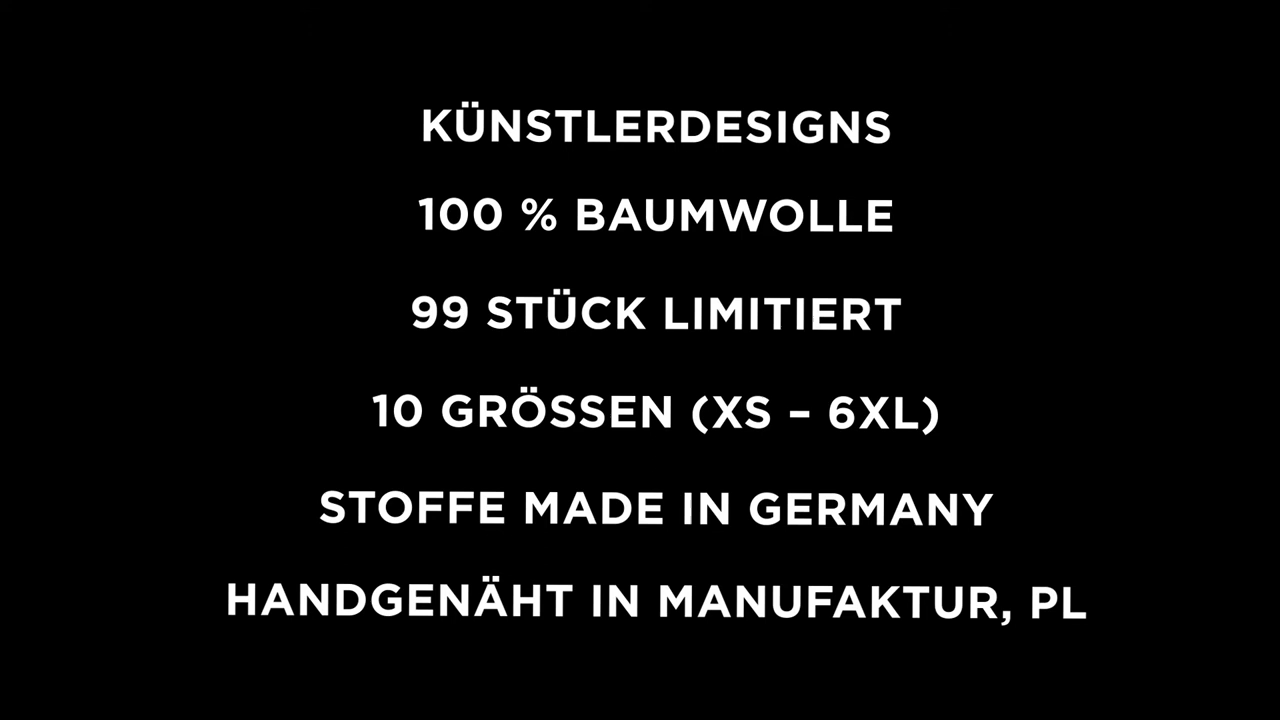 KÜNSTLERDESIGNS
100 % BAUMWOLLE
99 STÜCK LIMITIERT
10 GRÖSSEN (XS – 6XL)
STOFFE MADE IN GERMANY
HANDGENÄHT IN MANUFAKTUR, PL